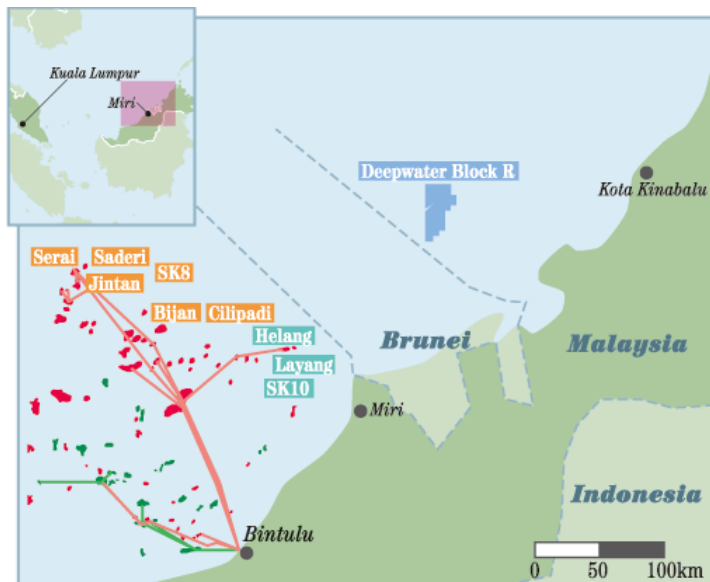 Kuala Lumpur
Miri
Deepwater Block R
Kota Kinabalu
Serai
Saderi
SK8
Jintan
Bijan
Cilipadi
Helang
Brunei
Malaysia
Layang
SK10
Miri
Indonesia
Bintulu
0 50 100km